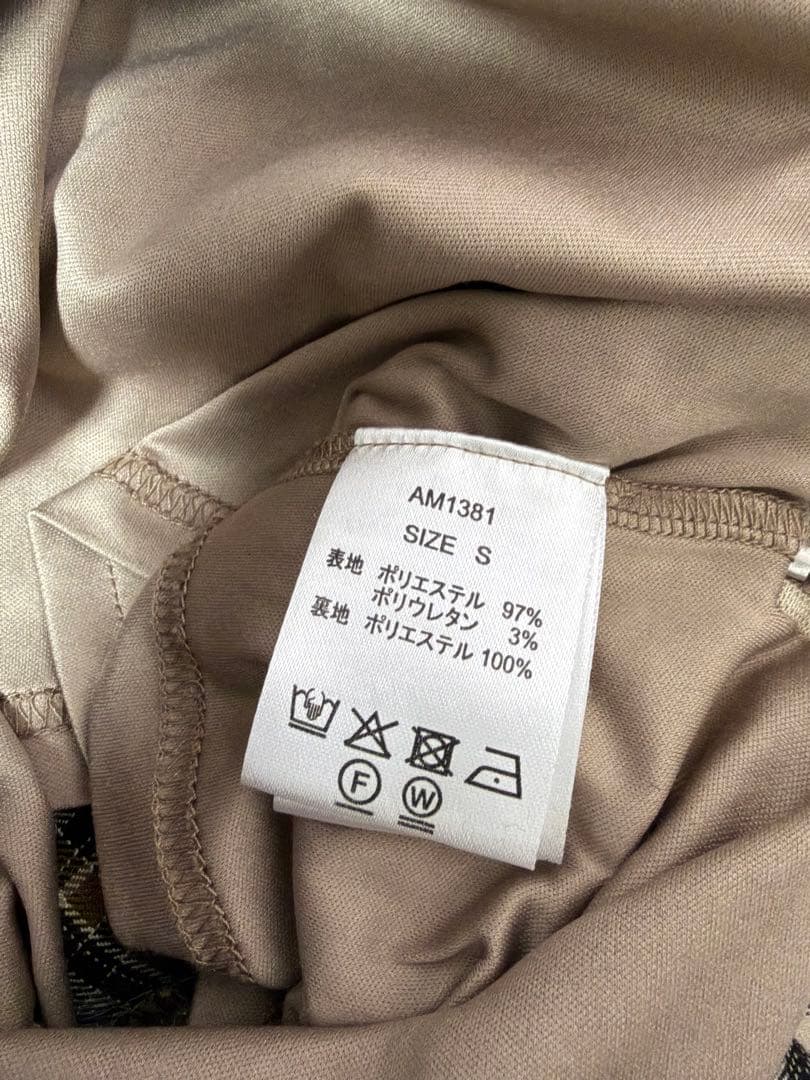 AM1381
SIZE S
表地 ポリエステル 97%
ポリウレタン 3%
裏地 ポリエステル 100%
F W